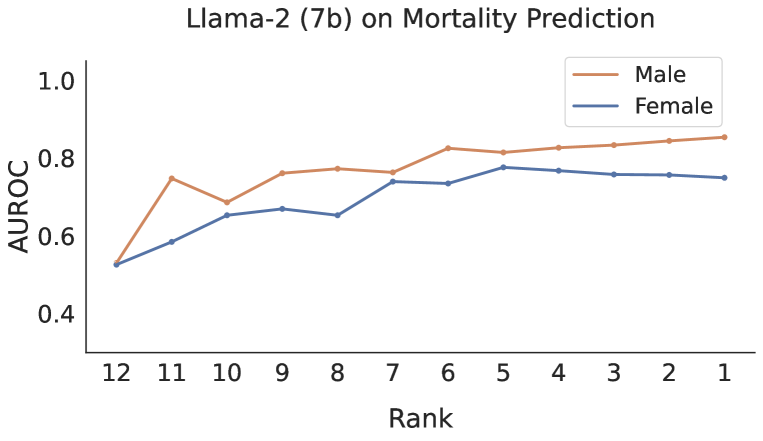 Llama-2 (7b) on Mortality Prediction
1.0
0.8
0.6
0.4
AUROC
Male
Female
12 11 10 9 8 7 6 5 4 3 2 1
Rank